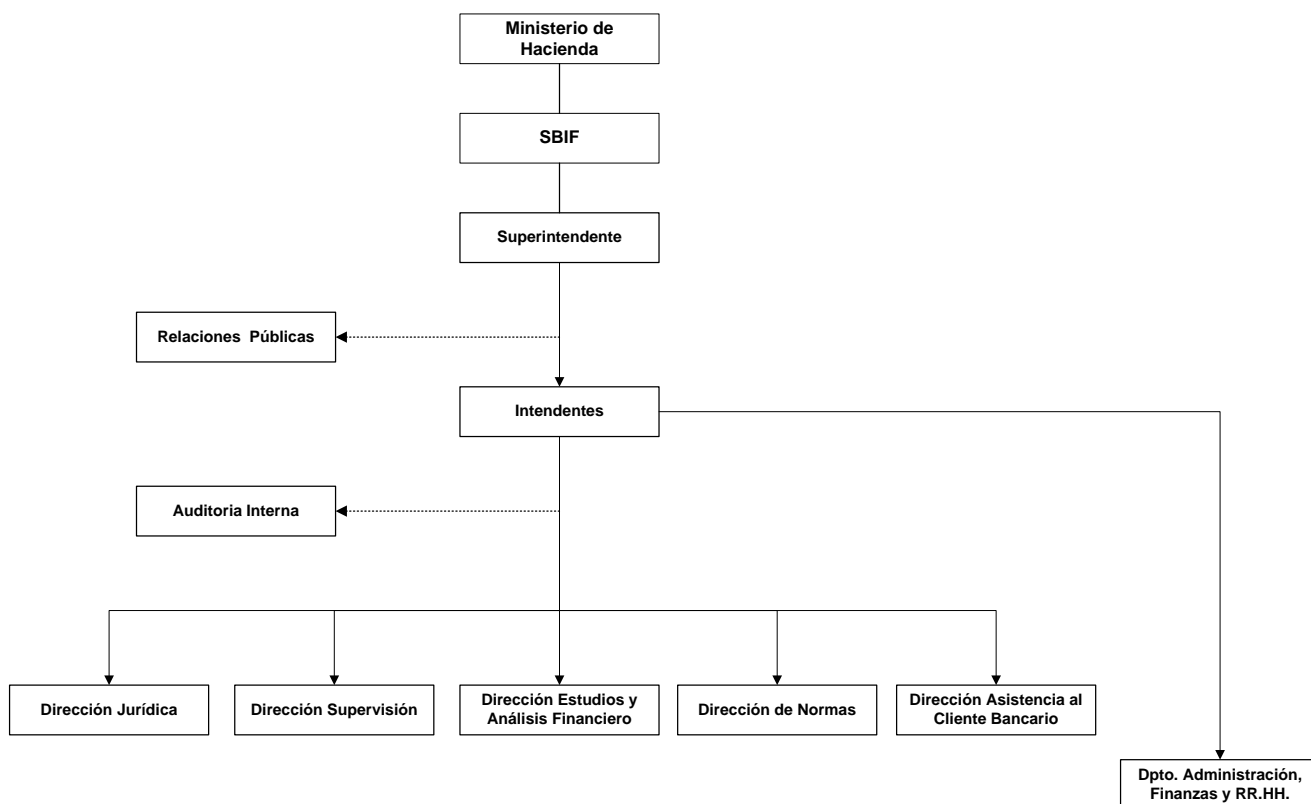 Ministerio de
Hacienda
SBIF
Superintendente
Relaciones Públicas
Intendentes
Auditoria Interna
Dirección Jurídica
Dirección Supervisión
Dirección Estudios y
Análisis Financiero
Dirección de Normas
Dirección Asistencia al
Cliente Bancario
Dpto. Administración,
Finanzas y RR.HH.